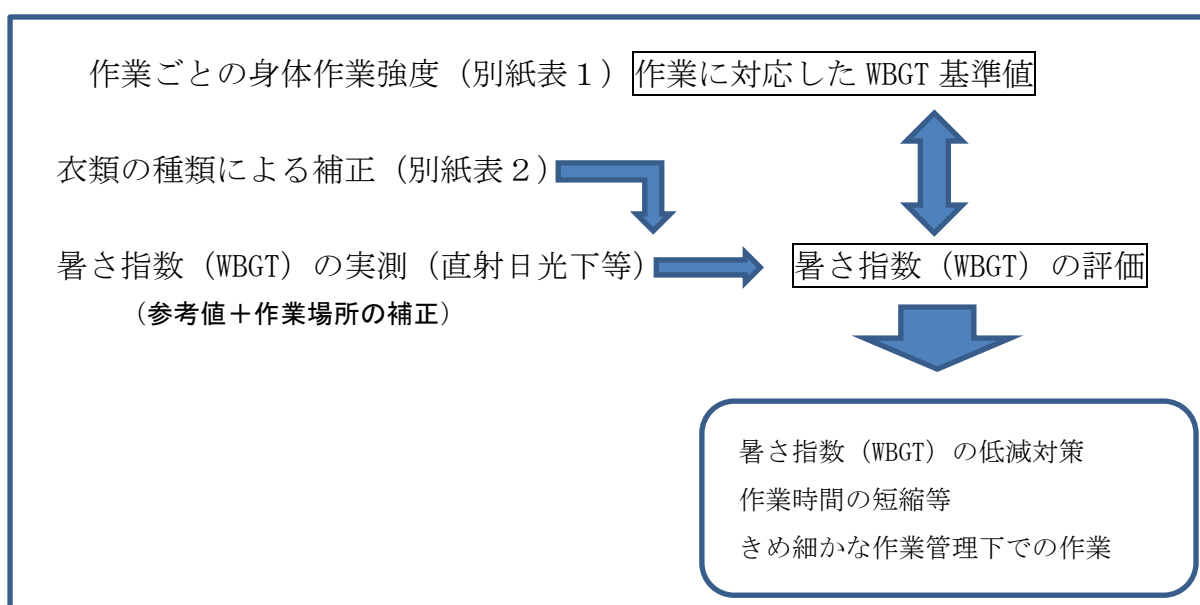 作業ごとの身体作業強度（別紙表１）作業に対応した WBGT 基準値
衣類の種類による補正（別紙表２）
暑さ指数（WBGT）の実測（直射日光下等） 暑さ指数（WBGT）の評価
（参考値＋作業場所の補正）
暑さ指数（WBGT）の低減対策
作業時間の短縮等
きめ細かな作業管理下での作業